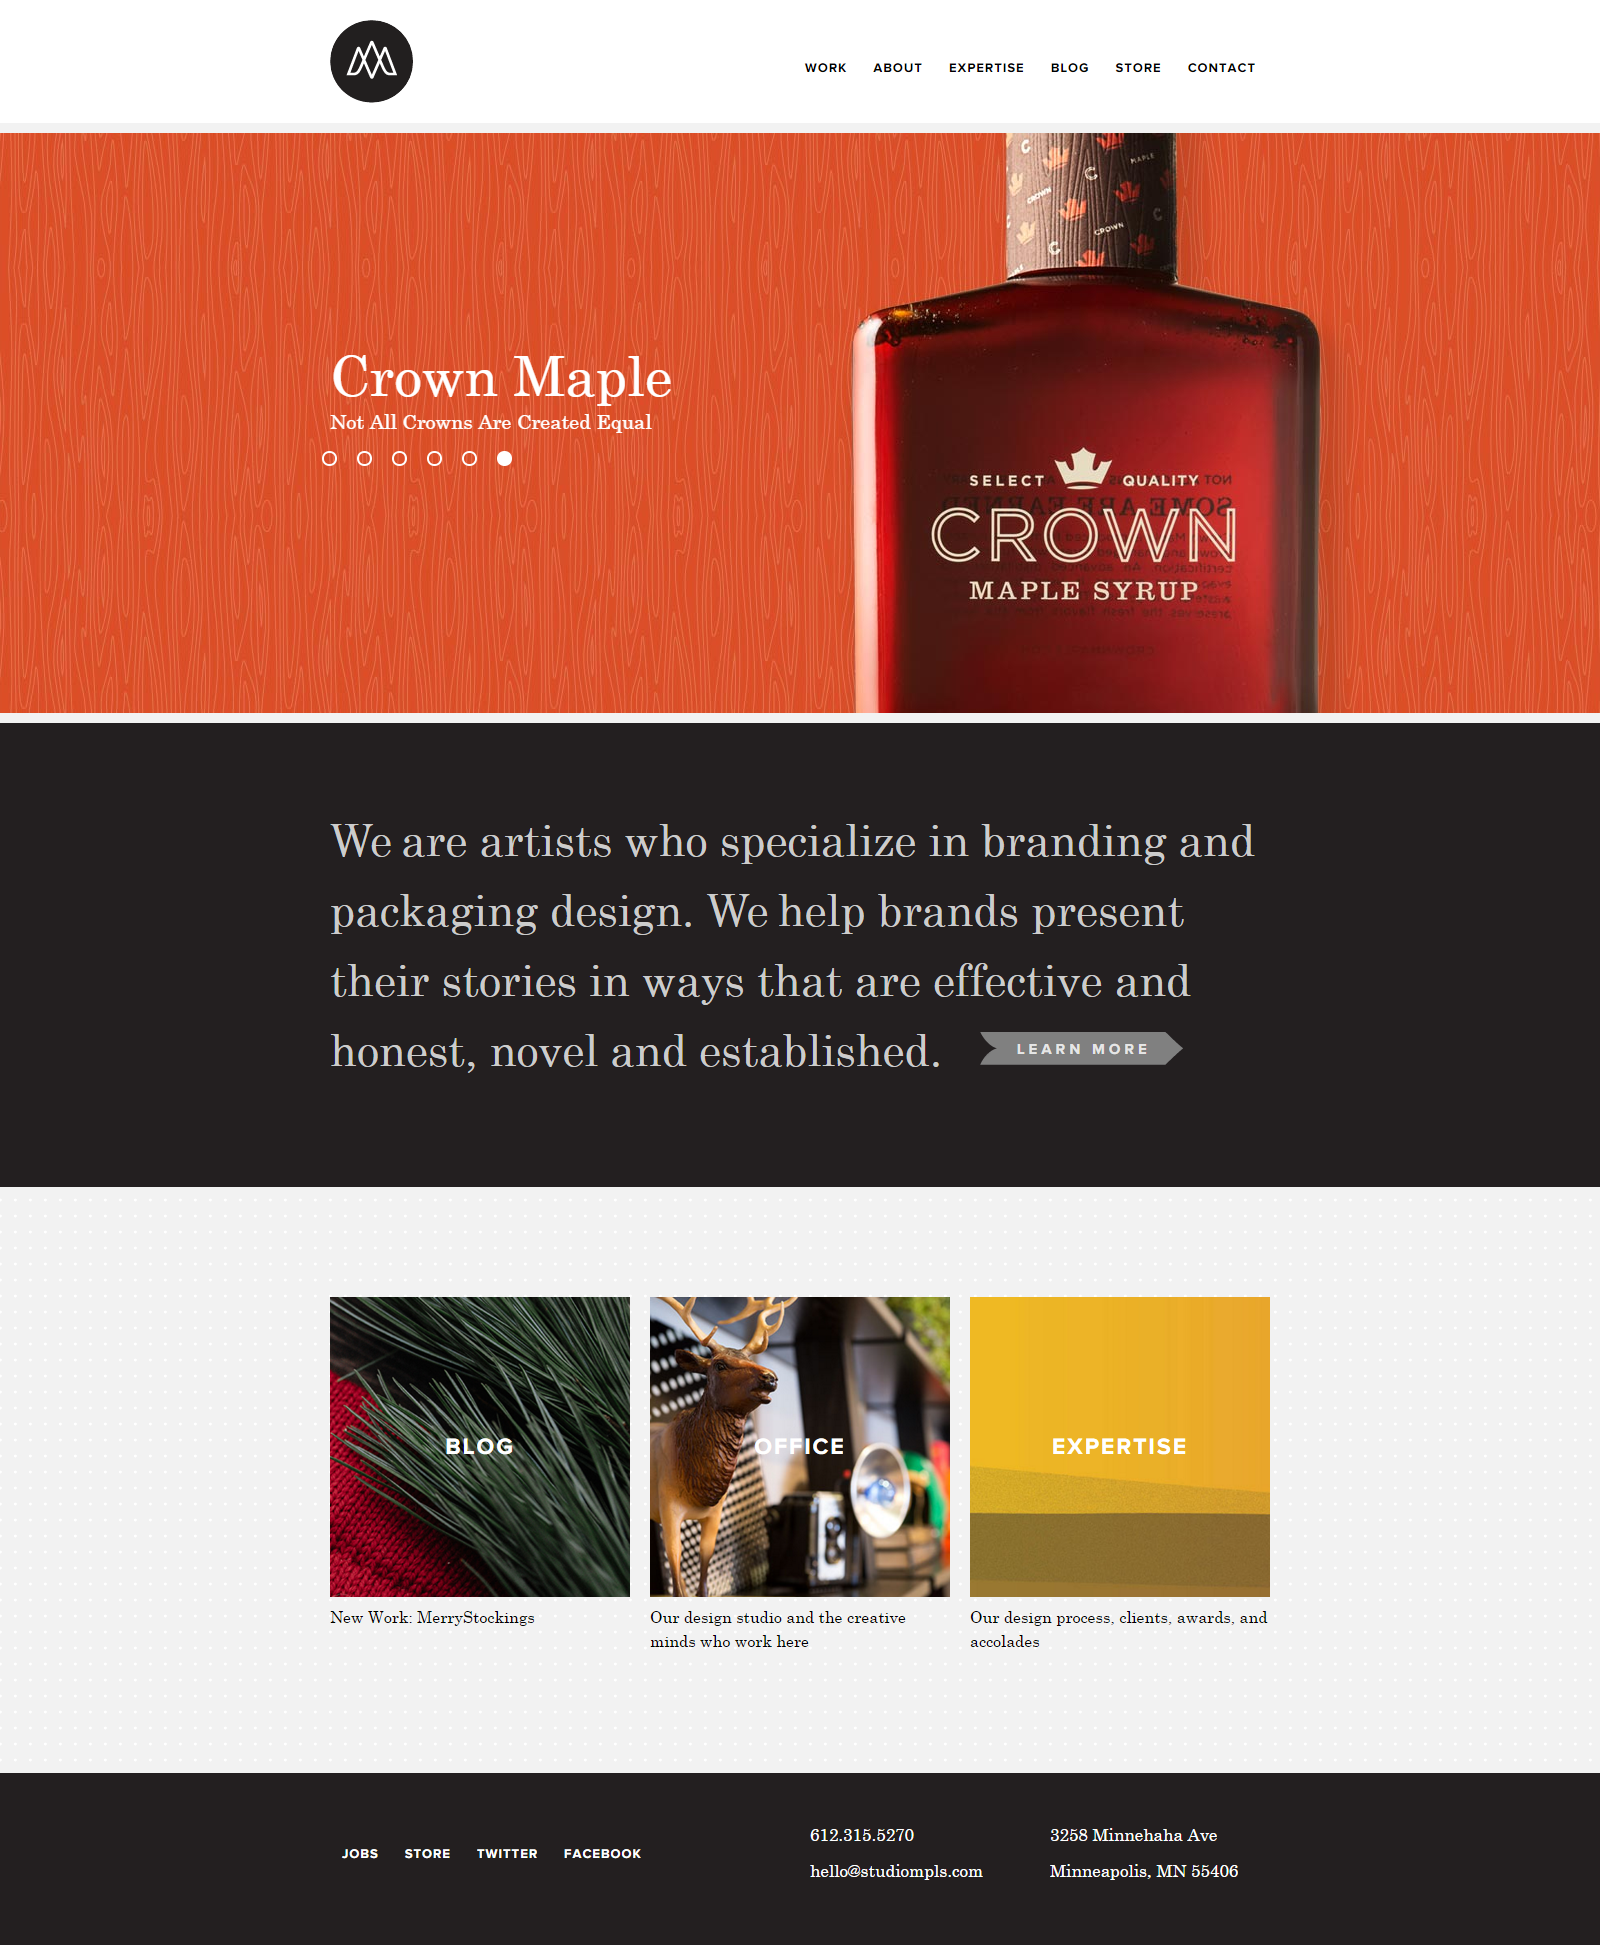 WORK ABOUT EXPERTISE BLOG STORE CONTACT
C
MAPLE
C
CROWN
C
CROWN
C
Crown Maple
Not All Crowns Are Created Equal
SELECT QUALITY
CROWN
MAPLE SYRUP
We are artists who specialize in branding and
packaging design. We help brands present
their stories in ways that are effective and
honest, novel and established.
LEARN MORE
BLOG
OFFICE
EXPERTISE
New Work: MerryStockings
Our design studio and the creative
minds who work here
Our design process, clients, awards, and
accolades
JOBS STORE TWITTER FACEBOOK
612.315.5270
hello@studiompls.com
3258 Minnehaha Ave
Minneapolis, MN 55406